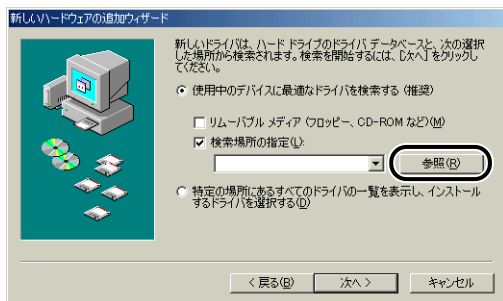 新しいハードウェアの追加ウィザード
新しいドライバは、ハード ドライブのドライバ データベースと、次の選択
した場所から検索されます。検索を開始するには、[次へ] をクリックし
てください。
使用中のデバイスに最適なドライバを検索する (推奨)
リムーバブル メディア (フロッピー、CD-ROM など)(M)
検索場所の指定(L):
参照(R)
特定の場所にあるすべてのドライバの一覧を表示し、インストール
するドライバを選択する(D)
< 戻る(B)
次へ >
キャンセル